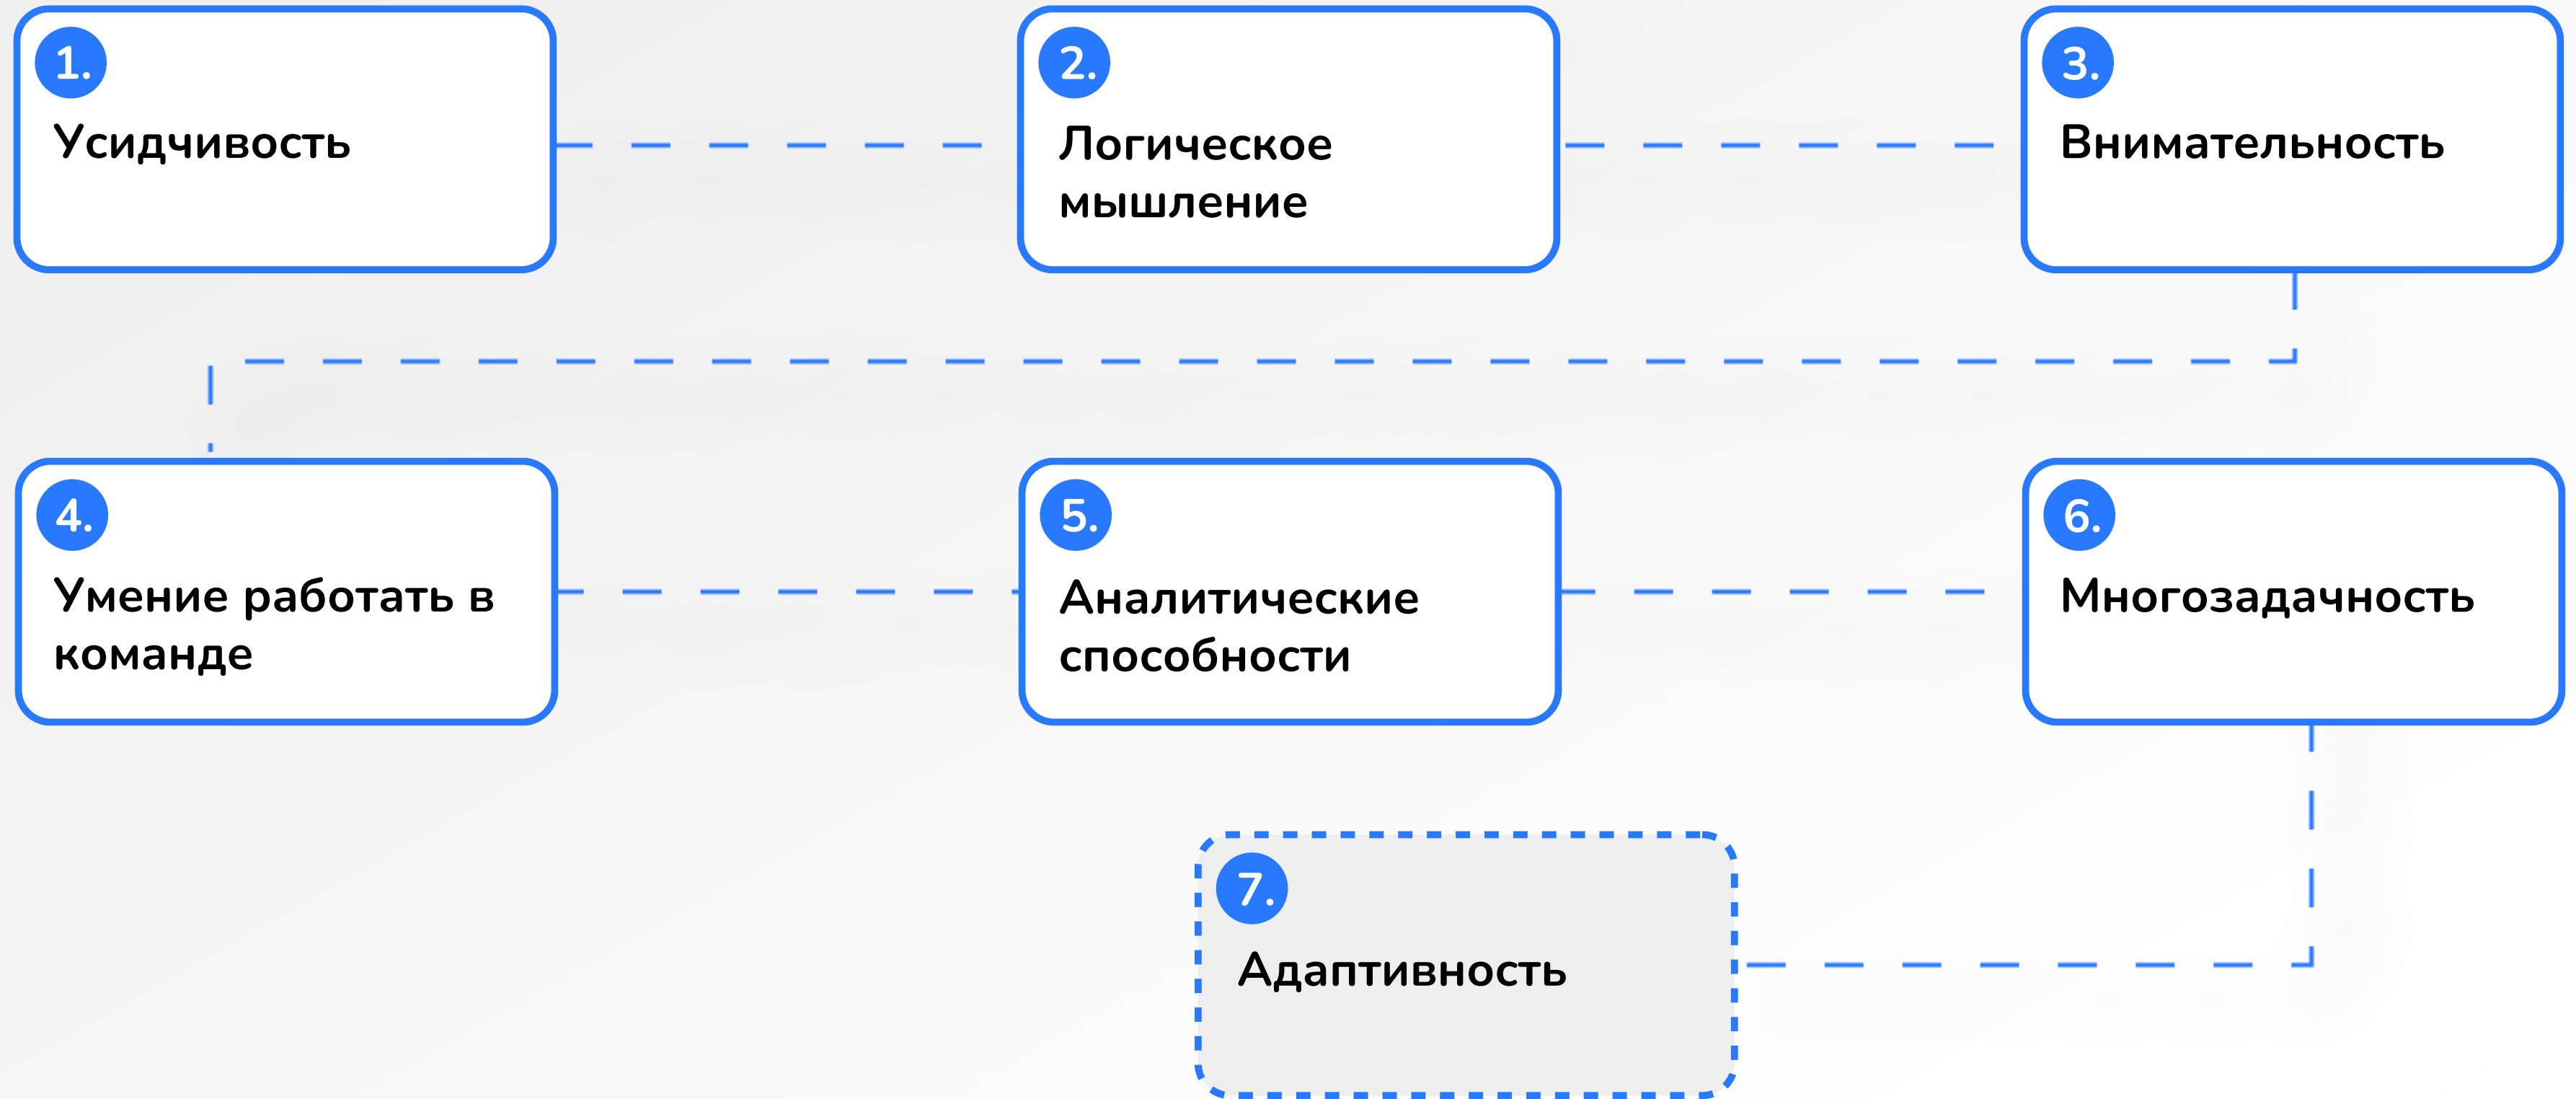 1.
Усидчивость
2.
Логическое
мышление
3.
Внимательность
4.
Умение работать в
команде
5.
Аналитические
способности
6.
Многозадачность
7.
Адаптивность